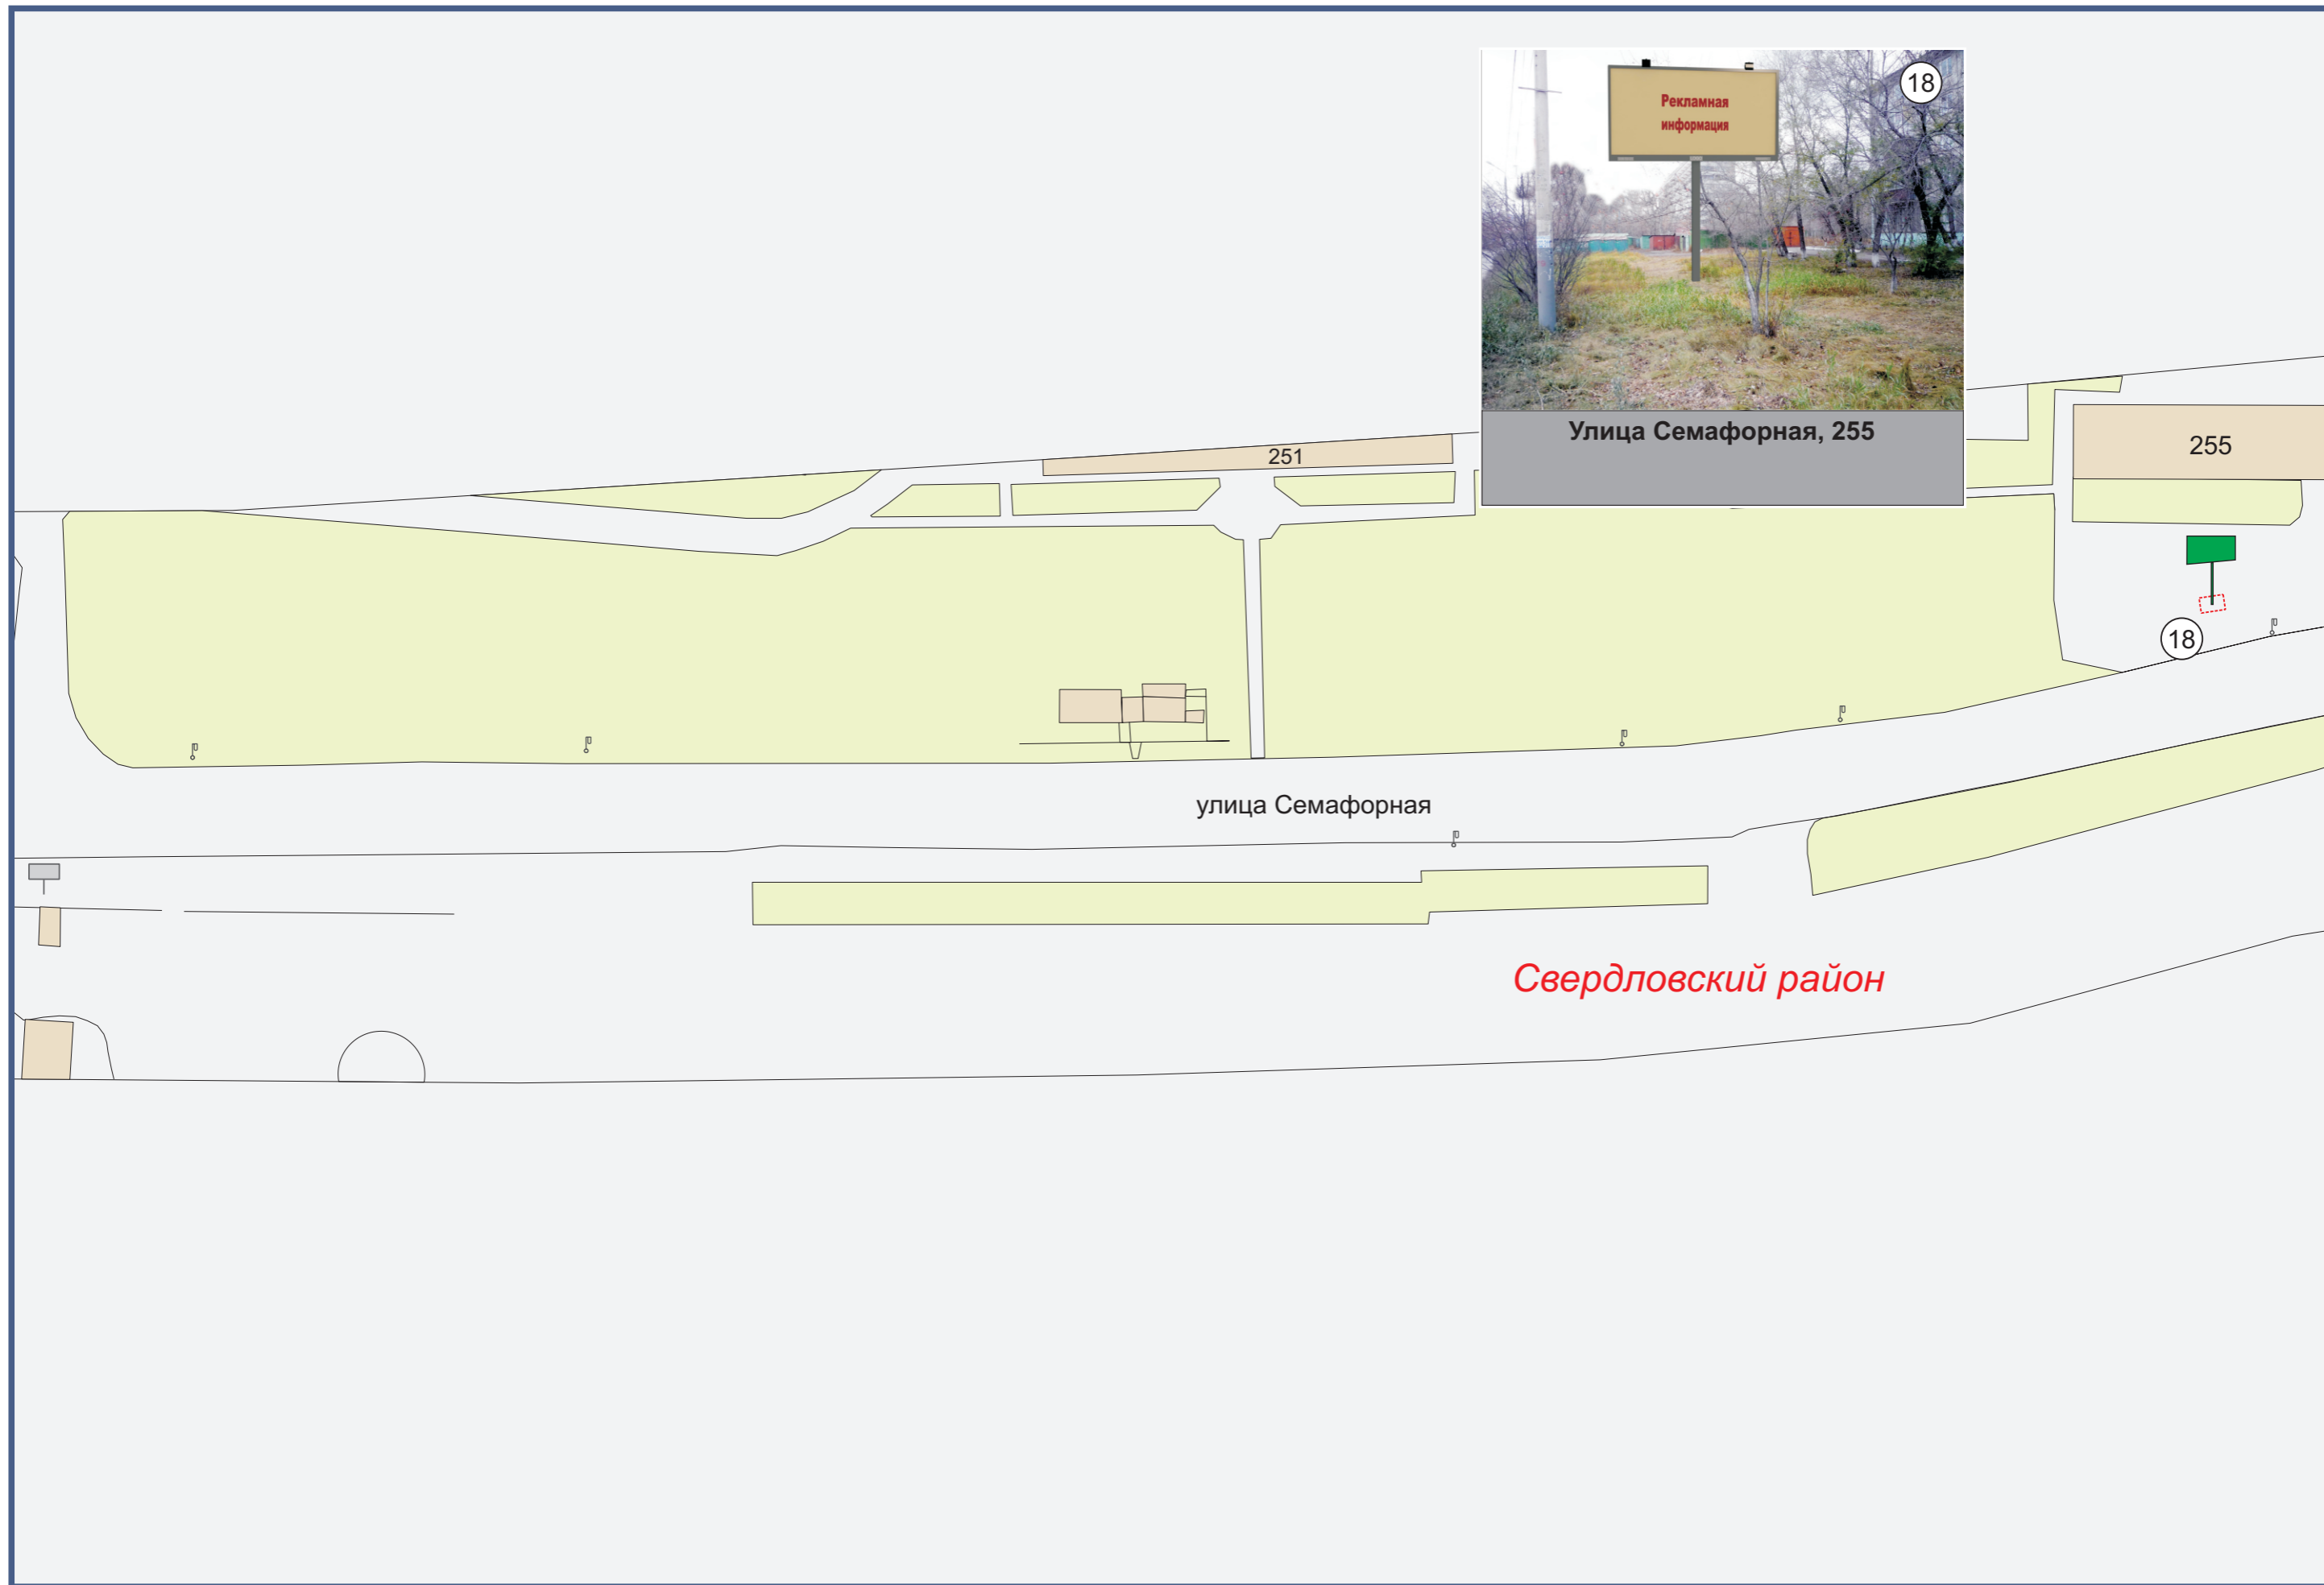 18
Рекламная
информация
Улица Семафорная, 255
251
255
18
улица Семафорная
Свердловский район